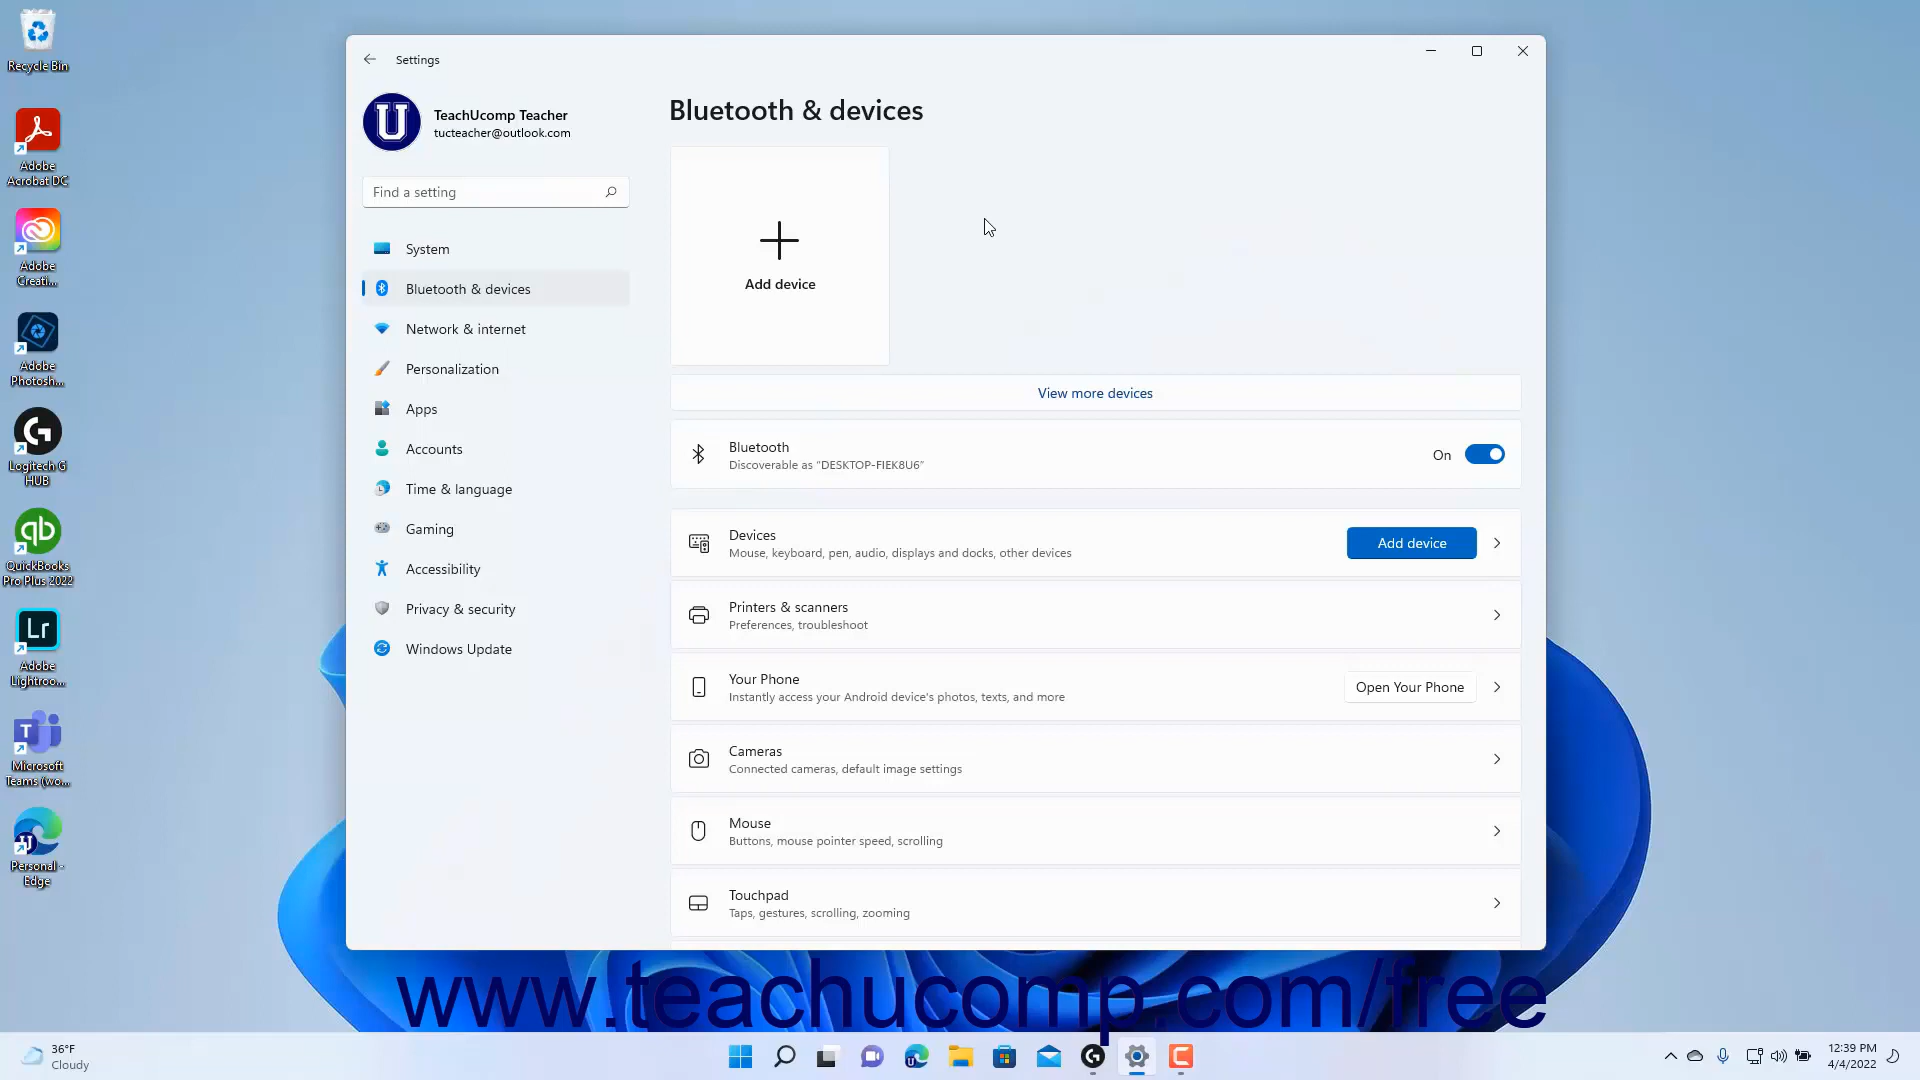 Recycle Bin
Adobe
Acrobat DC
Adobe
Creati...
Adobe
Photosh...
Logitech G
HUB
QuickBooks
Pro Plus 2022
Adobe
Lightroo...
Microsoft
Teams (wo...
Personal -
Edge
Settings
TeachUcomp Teacher
tucteacher@outlook.com
Find a setting
System
Bluetooth & devices
Network & internet
Personalization
Apps
Accounts
Time & language
Gaming
Accessibility
Privacy & security
Windows Update
Bluetooth & devices
Add device
View more devices
Bluetooth
Discoverable as "DESKTOP-FIEK8U6"
On
Devices
Mouse, keyboard, pen, audio, displays and docks, other devices
Add device
Printers & scanners
Preferences, troubleshoot
Your Phone
Instantly access your Android device's photos, texts, and more
Open Your Phone
Cameras
Connected cameras, default image settings
Mouse
Buttons, mouse pointer speed, scrolling
Touchpad
Taps, gestures, scrolling, zooming
www.teachucomp.com/free
36°F
Cloudy
12:39 PM
4/4/2022